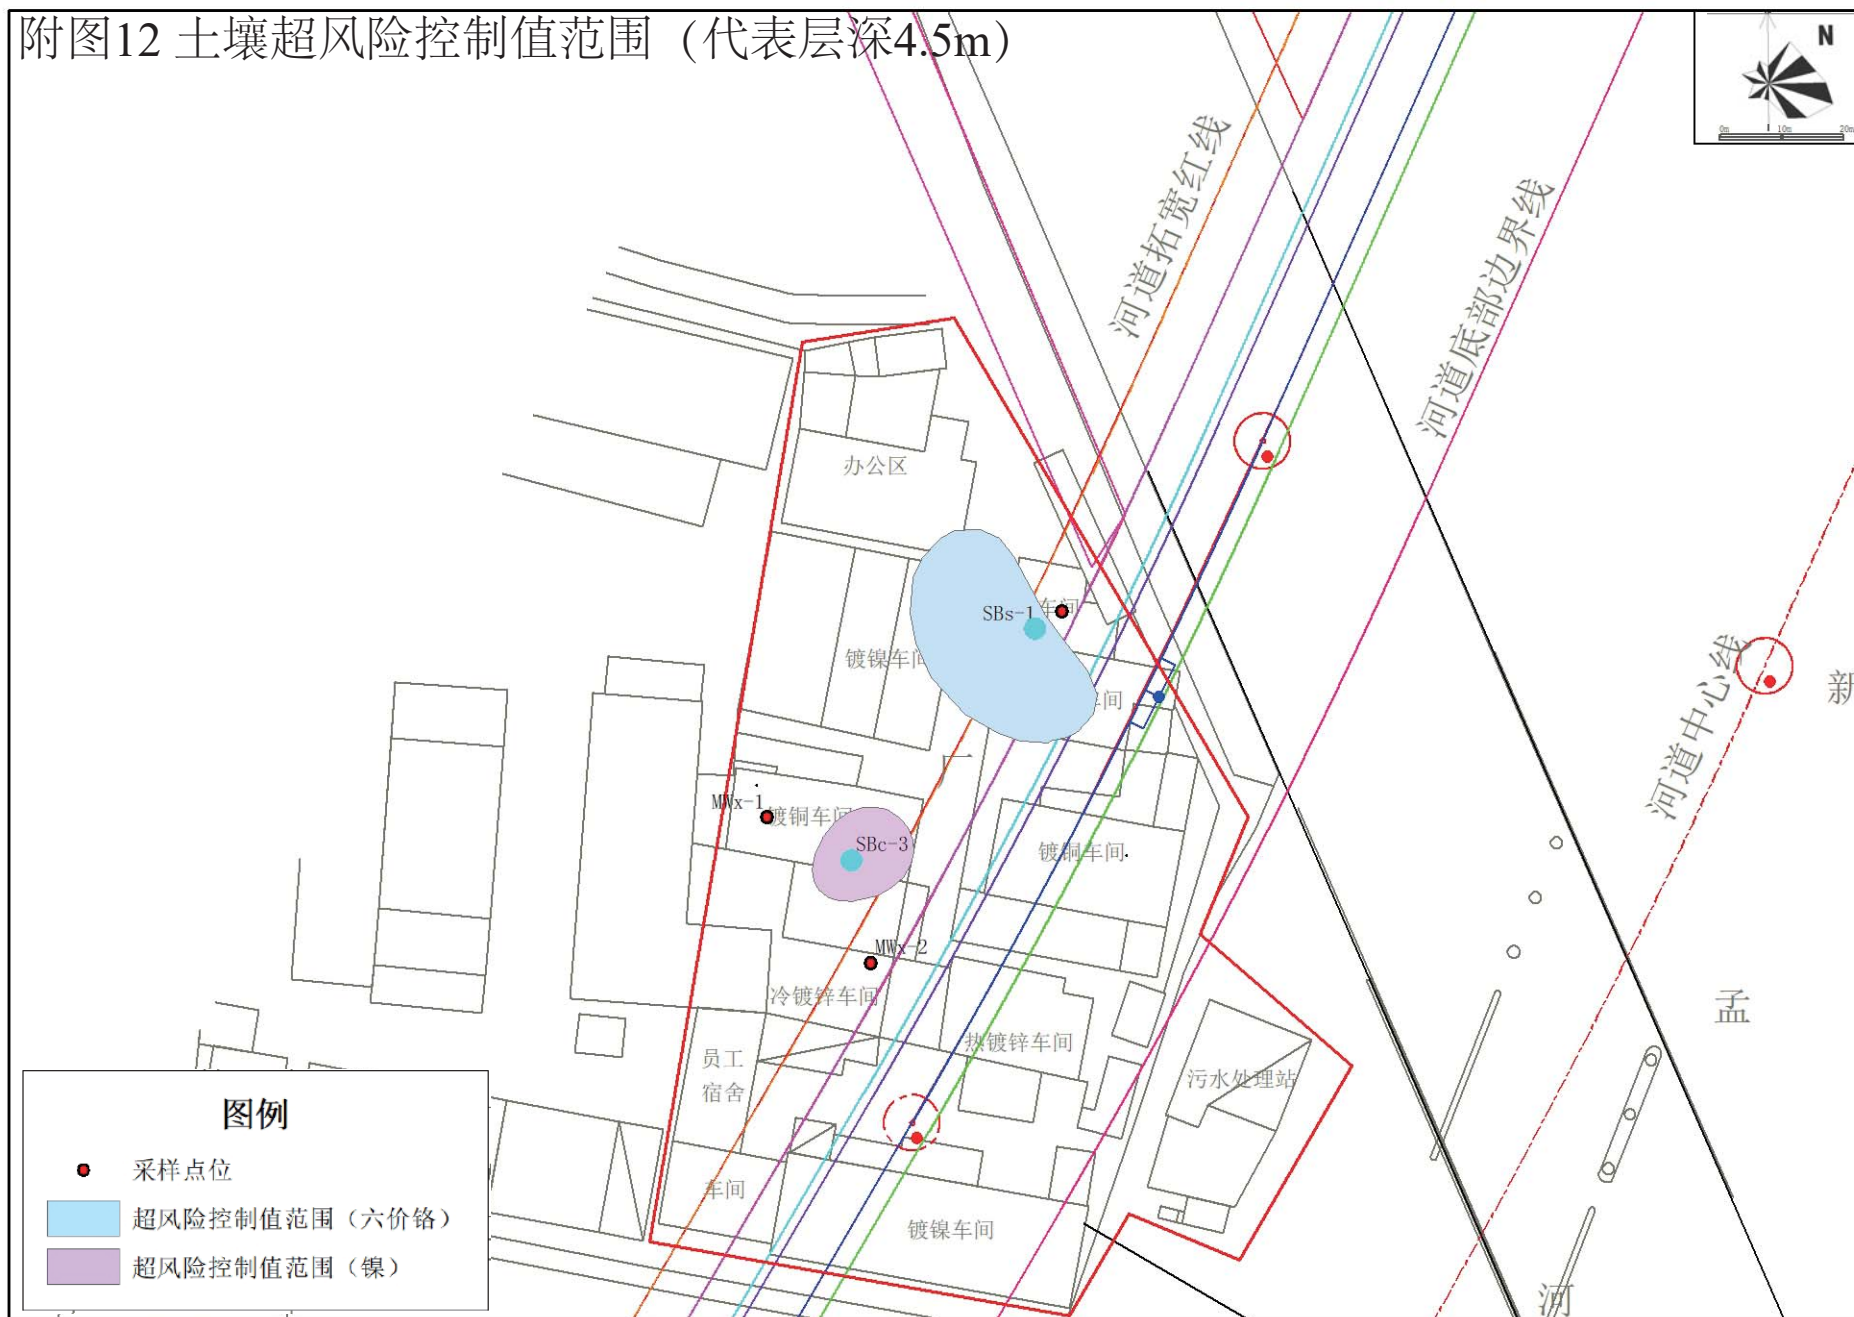 附图12 土壤超风险控制值范围（代表层深4.5m）
N
0m 10m 20m
河道拓宽红线
河道底部边界线
河道中心线
新
孟
河
办公区
SBs-1
车间
镀镍车间
车间
厂
MWx-1
镀铜车间
SBc-3
镀铜车间
MWx-2
冷镀锌车间
热镀锌车间
员工
宿舍
污水处理站
车间
镀镍车间
图例
采样点位
超风险控制值范围（六价铬）
超风险控制值范围（镍）